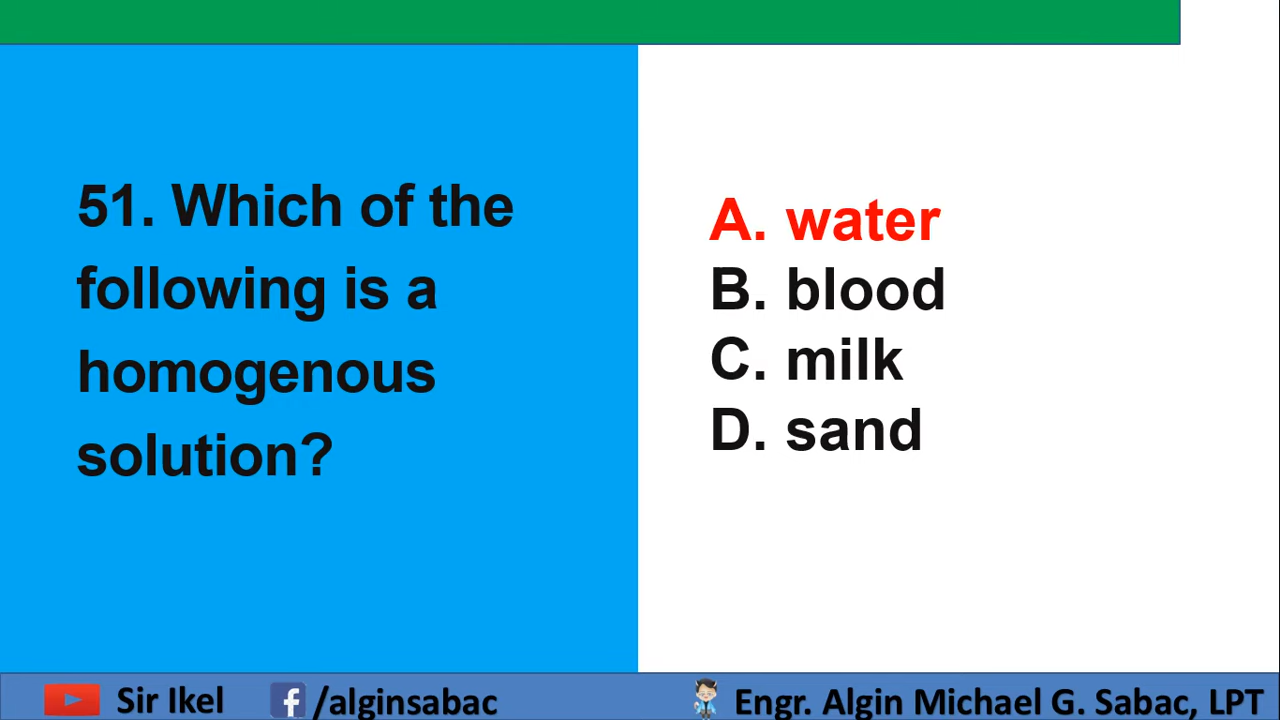 51. Which of the
following is a
homogenous
solution?
A. water
B. blood
C. milk
D. sand
Sir Ikel
/alginsabac
Engr. Algin Michael G. Sabac, LPT